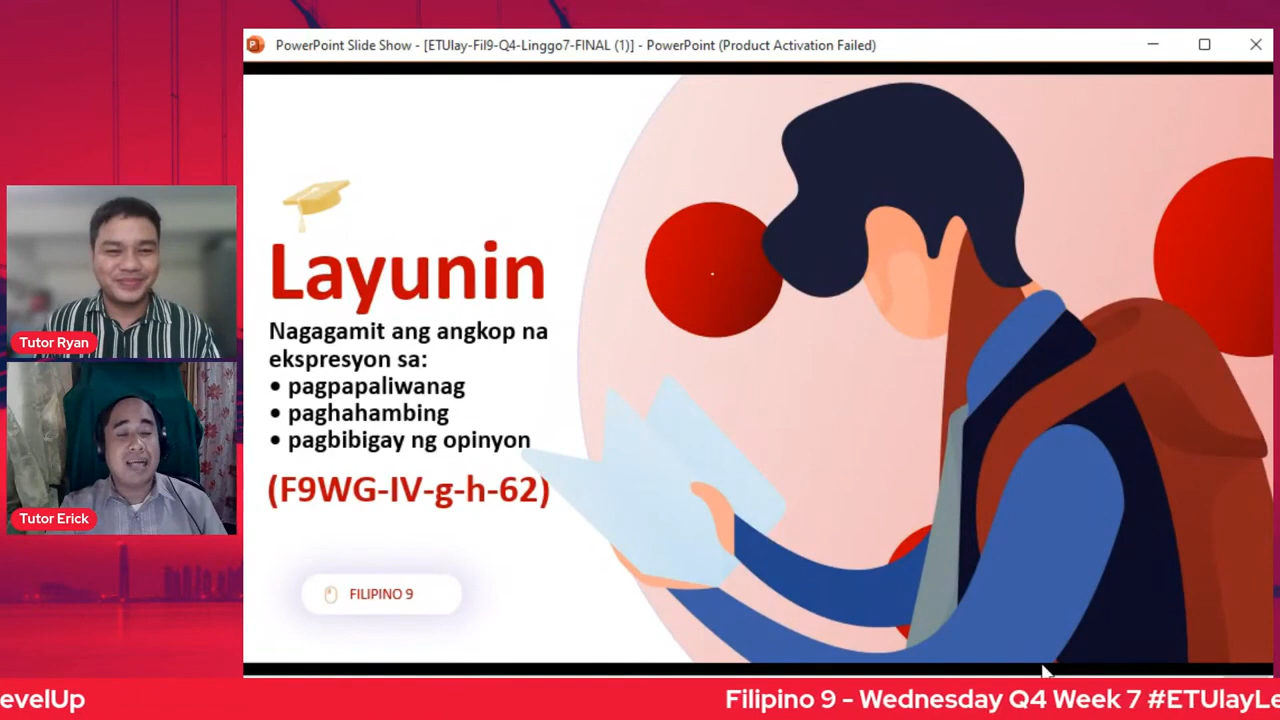 PowerPoint Slide Show - [ETUlay-Fil9-Q4-Linggo7-FINAL (1)] - PowerPoint (Product Activation Failed)
Layunin
Nagagamit ang angkop na
ekspresyon sa:
• pagpapaliwanag
• paghahambing
• pagbibigay ng opinyon
(F9WG-IV-g-h-62)
FILIPINO 9
Tutor Ryan
Tutor Erick
evelUp
Filipino 9 - Wednesday Q4 Week 7 #ETUlayLe